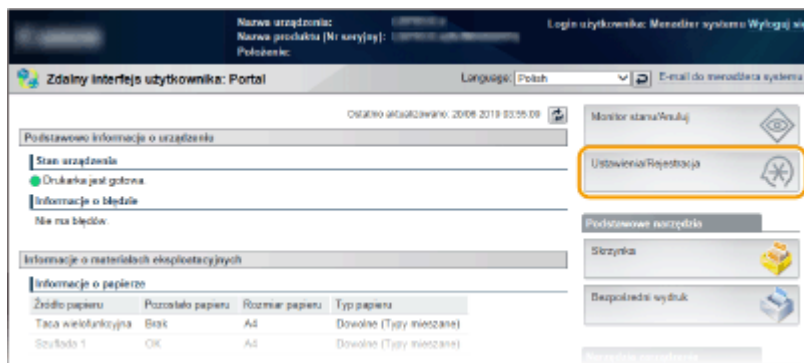 Nazwa urządzenia:
Nazwa produktu (Nr seryjny):
Położenie:
Login użytkownika: Menedżer systemu Wyloguj się
Zdalny interfejs użytkownika: Portal
Language: Polish
E-mail do menedżera systemu
Ostatnio aktualizowano: 20/06 2019 03:55:09
Monitor stanu/Anuluj
Podstawowe informacje o urządzeniu
Stan urządzenia
Drukarka jest gotowa.
Ustawienia/Rejestracja
Informacje o błędzie
Nie ma błędów.
Podstawowe narzędzia
Skrzynka
Informacje o materiałach eksploatacyjnych
Informacje o papierze
Bezpośredni wydruk
Źródło papieru Pozostało papieru Rozmiar papieru Typ papieru
Taca wielofunkcyjna Brak A4 Dowolne (Typy mieszane)
Szuflada 1 OK A4 Dowolne (Typy mieszane)